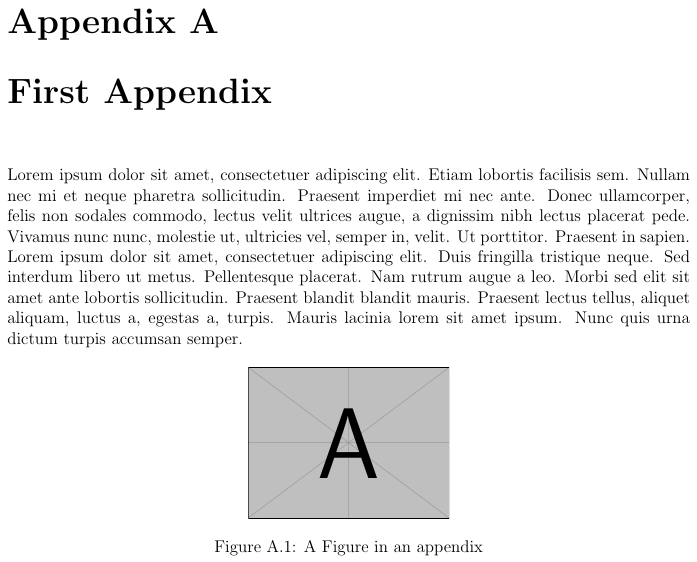 Appendix A
First Appendix
Lorem ipsum dolor sit amet, consectetuer adipiscing elit. Etiam lobortis facilisis sem. Nullam
nec mi et neque pharetra sollicitudin. Praesent imperdiet mi nec ante. Donec ullamcorper,
felis non sodales commodo, lectus velit ultrices augue, a dignissim nibh lectus placerat pede.
Vivamus nunc nunc, molestie ut, ultricies vel, semper in, velit. Ut porttitor. Praesent in sapien.
Lorem ipsum dolor sit amet, consectetuer adipiscing elit. Duis fringilla tristique neque. Sed
interdum libero ut metus. Pellentesque placerat. Nam rutrum augue a leo. Morbi sed elit sit
amet ante lobortis sollicitudin. Praesent blandit blandit mauris. Praesent lectus tellus, aliquet
aliquam, luctus a, egestas a, turpis. Mauris lacinia lorem sit amet ipsum. Nunc quis urna
dictum turpis accumsan semper.
A
Figure A.1: A Figure in an appendix